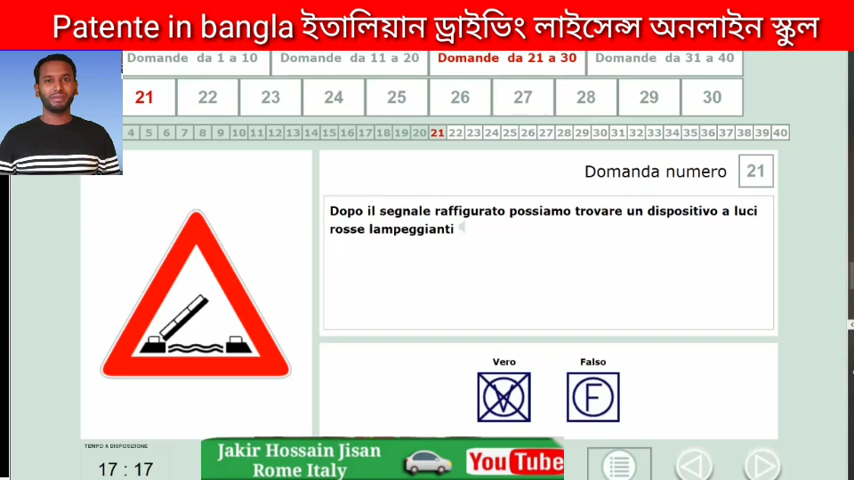 Patente in bangla ইতালিয়ান ড্রাইভিং লাইসেন্স অনলাইন স্কুল
Domande da 1 a 10 Domande da 11 a 20 Domande da 21 a 30 Domande da 31 a 40
21 22 23 24 25 26 27 28 29 30
4 5 6 7 8 9 10 11 12 13 14 15 16 17 18 19 20 21 22 23 24 25 26 27 28 29 30 31 32 33 34 35 36 37 38 39 40
Domanda numero 21
Dopo il segnale raffigurato possiamo trovare un dispositivo a luci
rosse lampeggianti
Vero Falso
V F
TEMPO A DISPOSIZIONE
17 : 17
Jakir Hossain Jisan
Rome Italy
YouTube